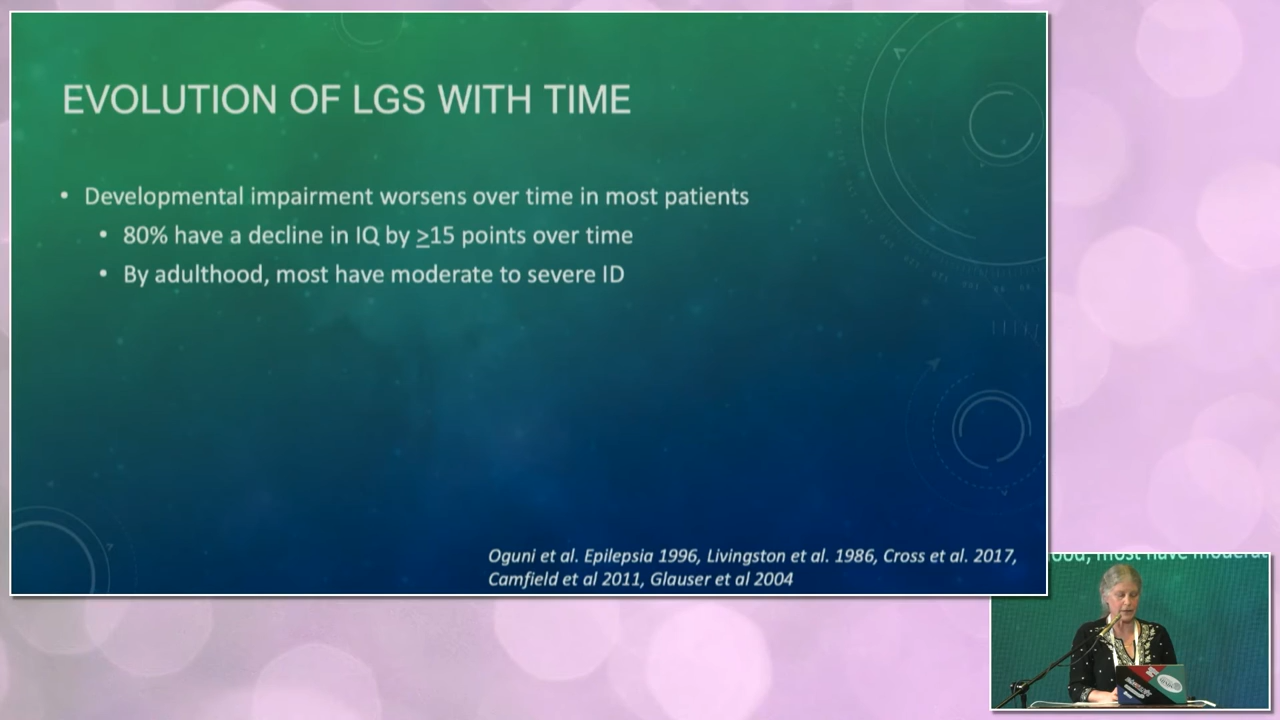 EVOLUTION OF LGS WITH TIME
• Developmental impairment worsens over time in most patients
• 80% have a decline in IQ by ≥15 points over time
• By adulthood, most have moderate to severe ID
Oguni et al. Epilepsia 1996, Livingston et al. 1986, Cross et al. 2017,
Camfield et al 2011, Glauser et al 2004
most have